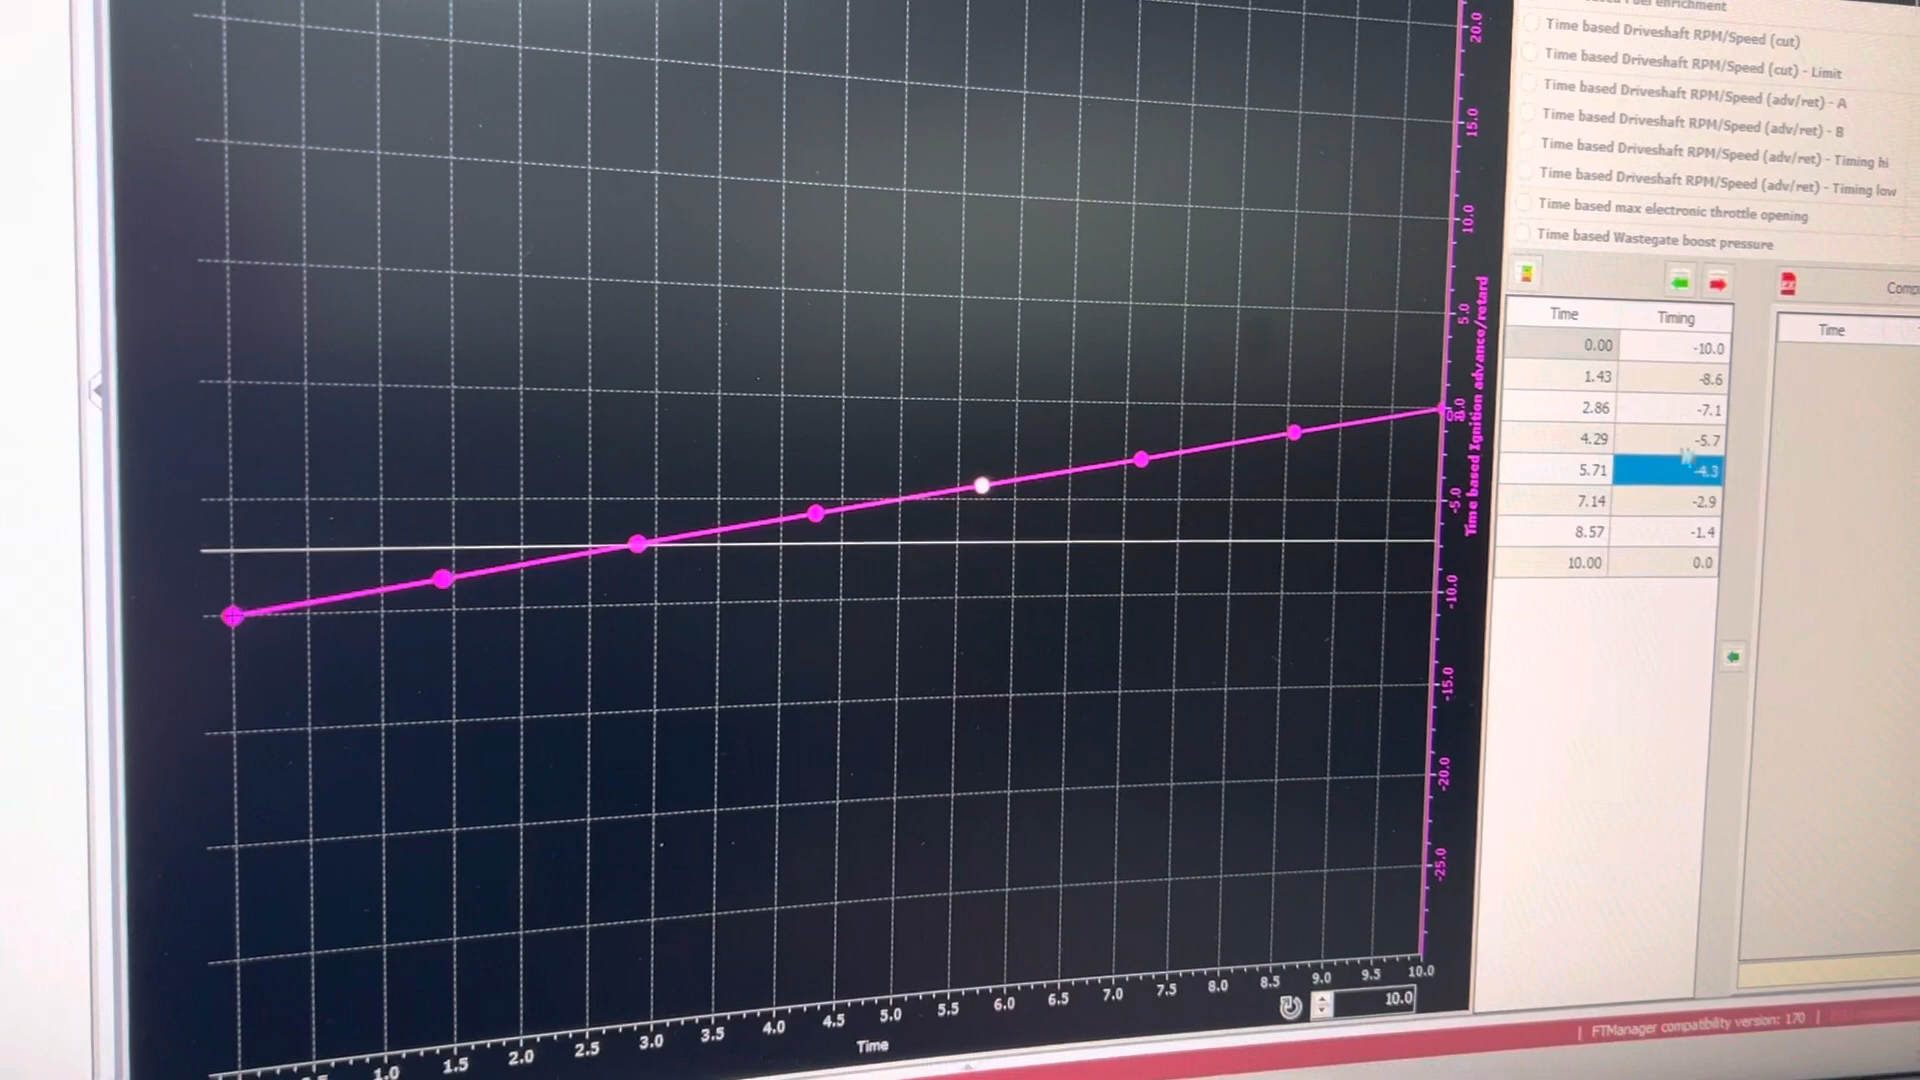 Fuel enrichment
Time based Driveshaft RPM/Speed (cut)
Time based Driveshaft RPM/Speed (cut) - Limit
Time based Driveshaft RPM/Speed (adv/ret) - A
Time based Driveshaft RPM/Speed (adv/ret) - B
Time based Driveshaft RPM/Speed (adv/ret) - Timing hi
Time based Driveshaft RPM/Speed (adv/ret) - Timing low
Time based max electronic throttle opening
Time based Wastegate boost pressure
Comp
Time Timing
0.00 -10.0
1.43 -8.6
2.86 -7.1
4.29 -5.7
5.71 -4.3
7.14 -2.9
8.57 -1.4
10.00 0.0
Time
20.0
15.0
10.0
5.0
-5.0
-10.0
-15.0
-20.0
-25.0
Time based Ignition advance/retard
1.0 1.5 2.0 2.5 3.0 3.5 4.0 4.5 5.0 5.5 6.0 6.5 7.0 7.5 8.0 8.5 9.0 9.5 10.0
Time
10.0
| FTManager compatibility version: 170 |